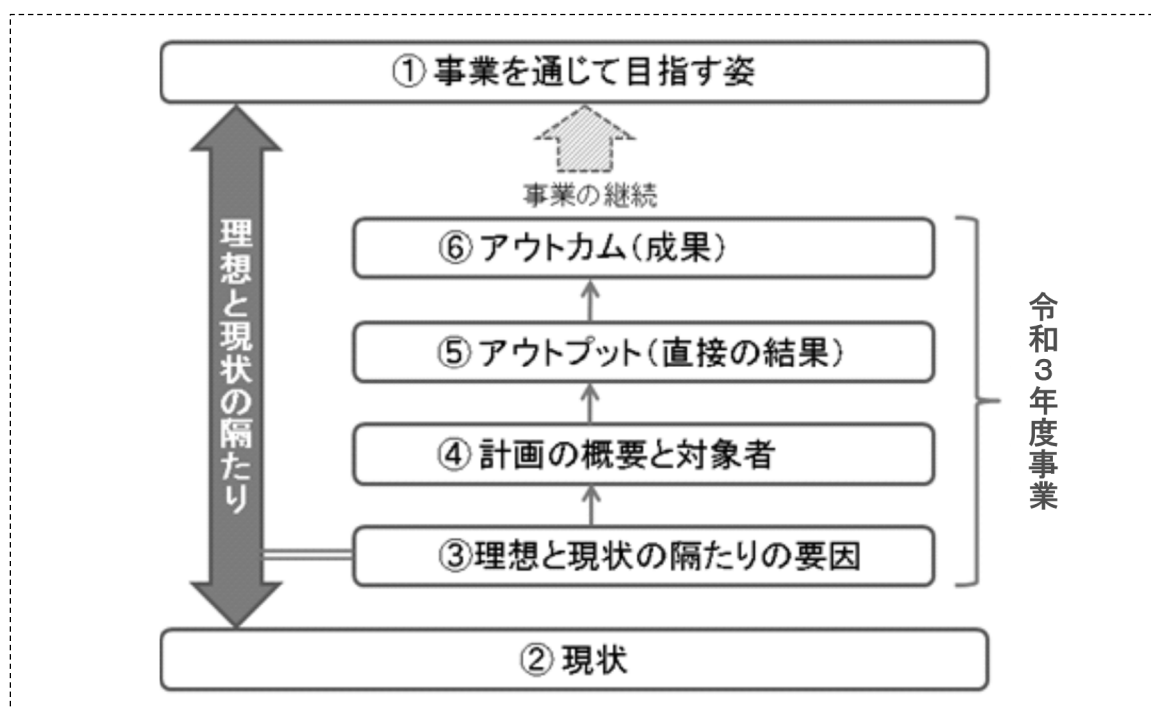 ① 事業を通じて目指す姿
事業の継続
⑥ アウトカム(成果)
⑤ アウトプット(直接の結果)
④ 計画の概要と対象者
③理想と現状の隔たりの要因
② 現状
理想と現状の隔たり
令和3年度事業